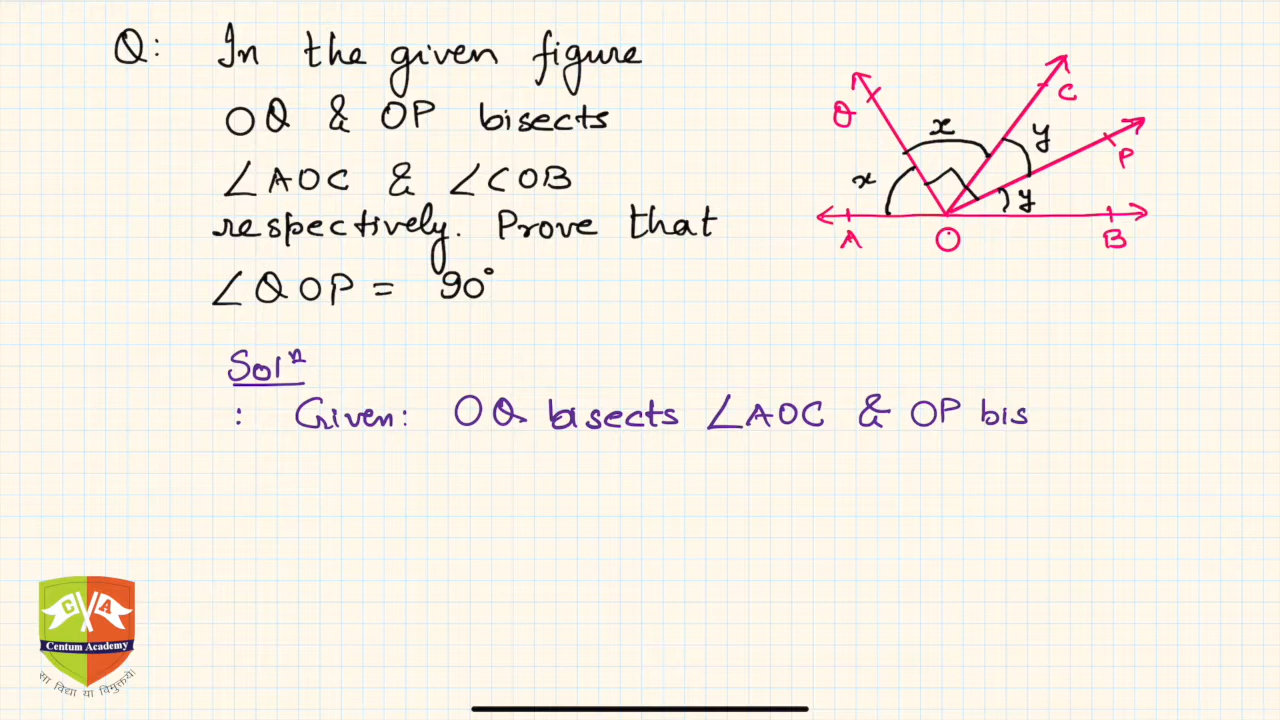 Q: In the given figure
OQ & OP bisects
∠AOC & ∠COB
respectively. Prove that
∠QOP = 90°
Q
x
C
y
P
x
y
A
O
B
Solⁿ
: Given: OQ bisects ∠AOC & OP bis
C A
Centum Academy
सा विद्या या विमुक्तये।